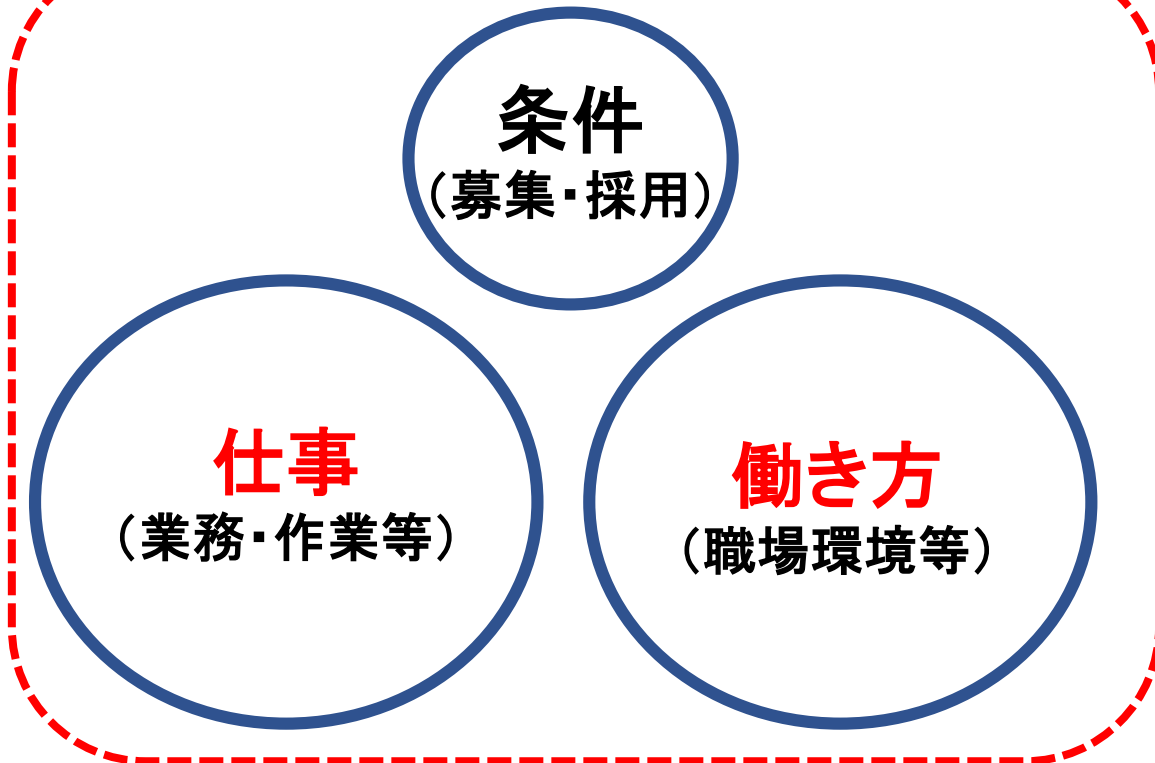 条件
（募集・採用）
仕事
（業務・作業等）
働き方
（職場環境等）